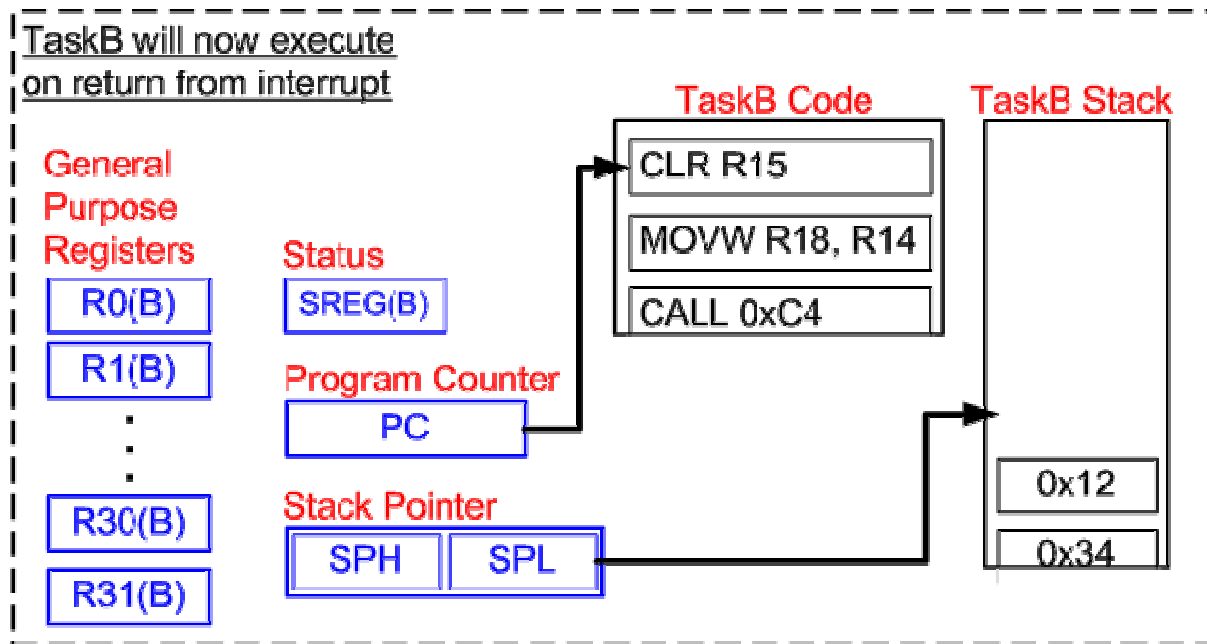 TaskB will now execute
on return from interrupt
General
Purpose
Registers
R0(B)
R1(B)
R30(B)
R31(B)
Status
SREG(B)
Program Counter
PC
Stack Pointer
SPH SPL
TaskB Code
CLR R15
MOVW R18, R14
CALL 0xC4
TaskB Stack
0x12
0x34